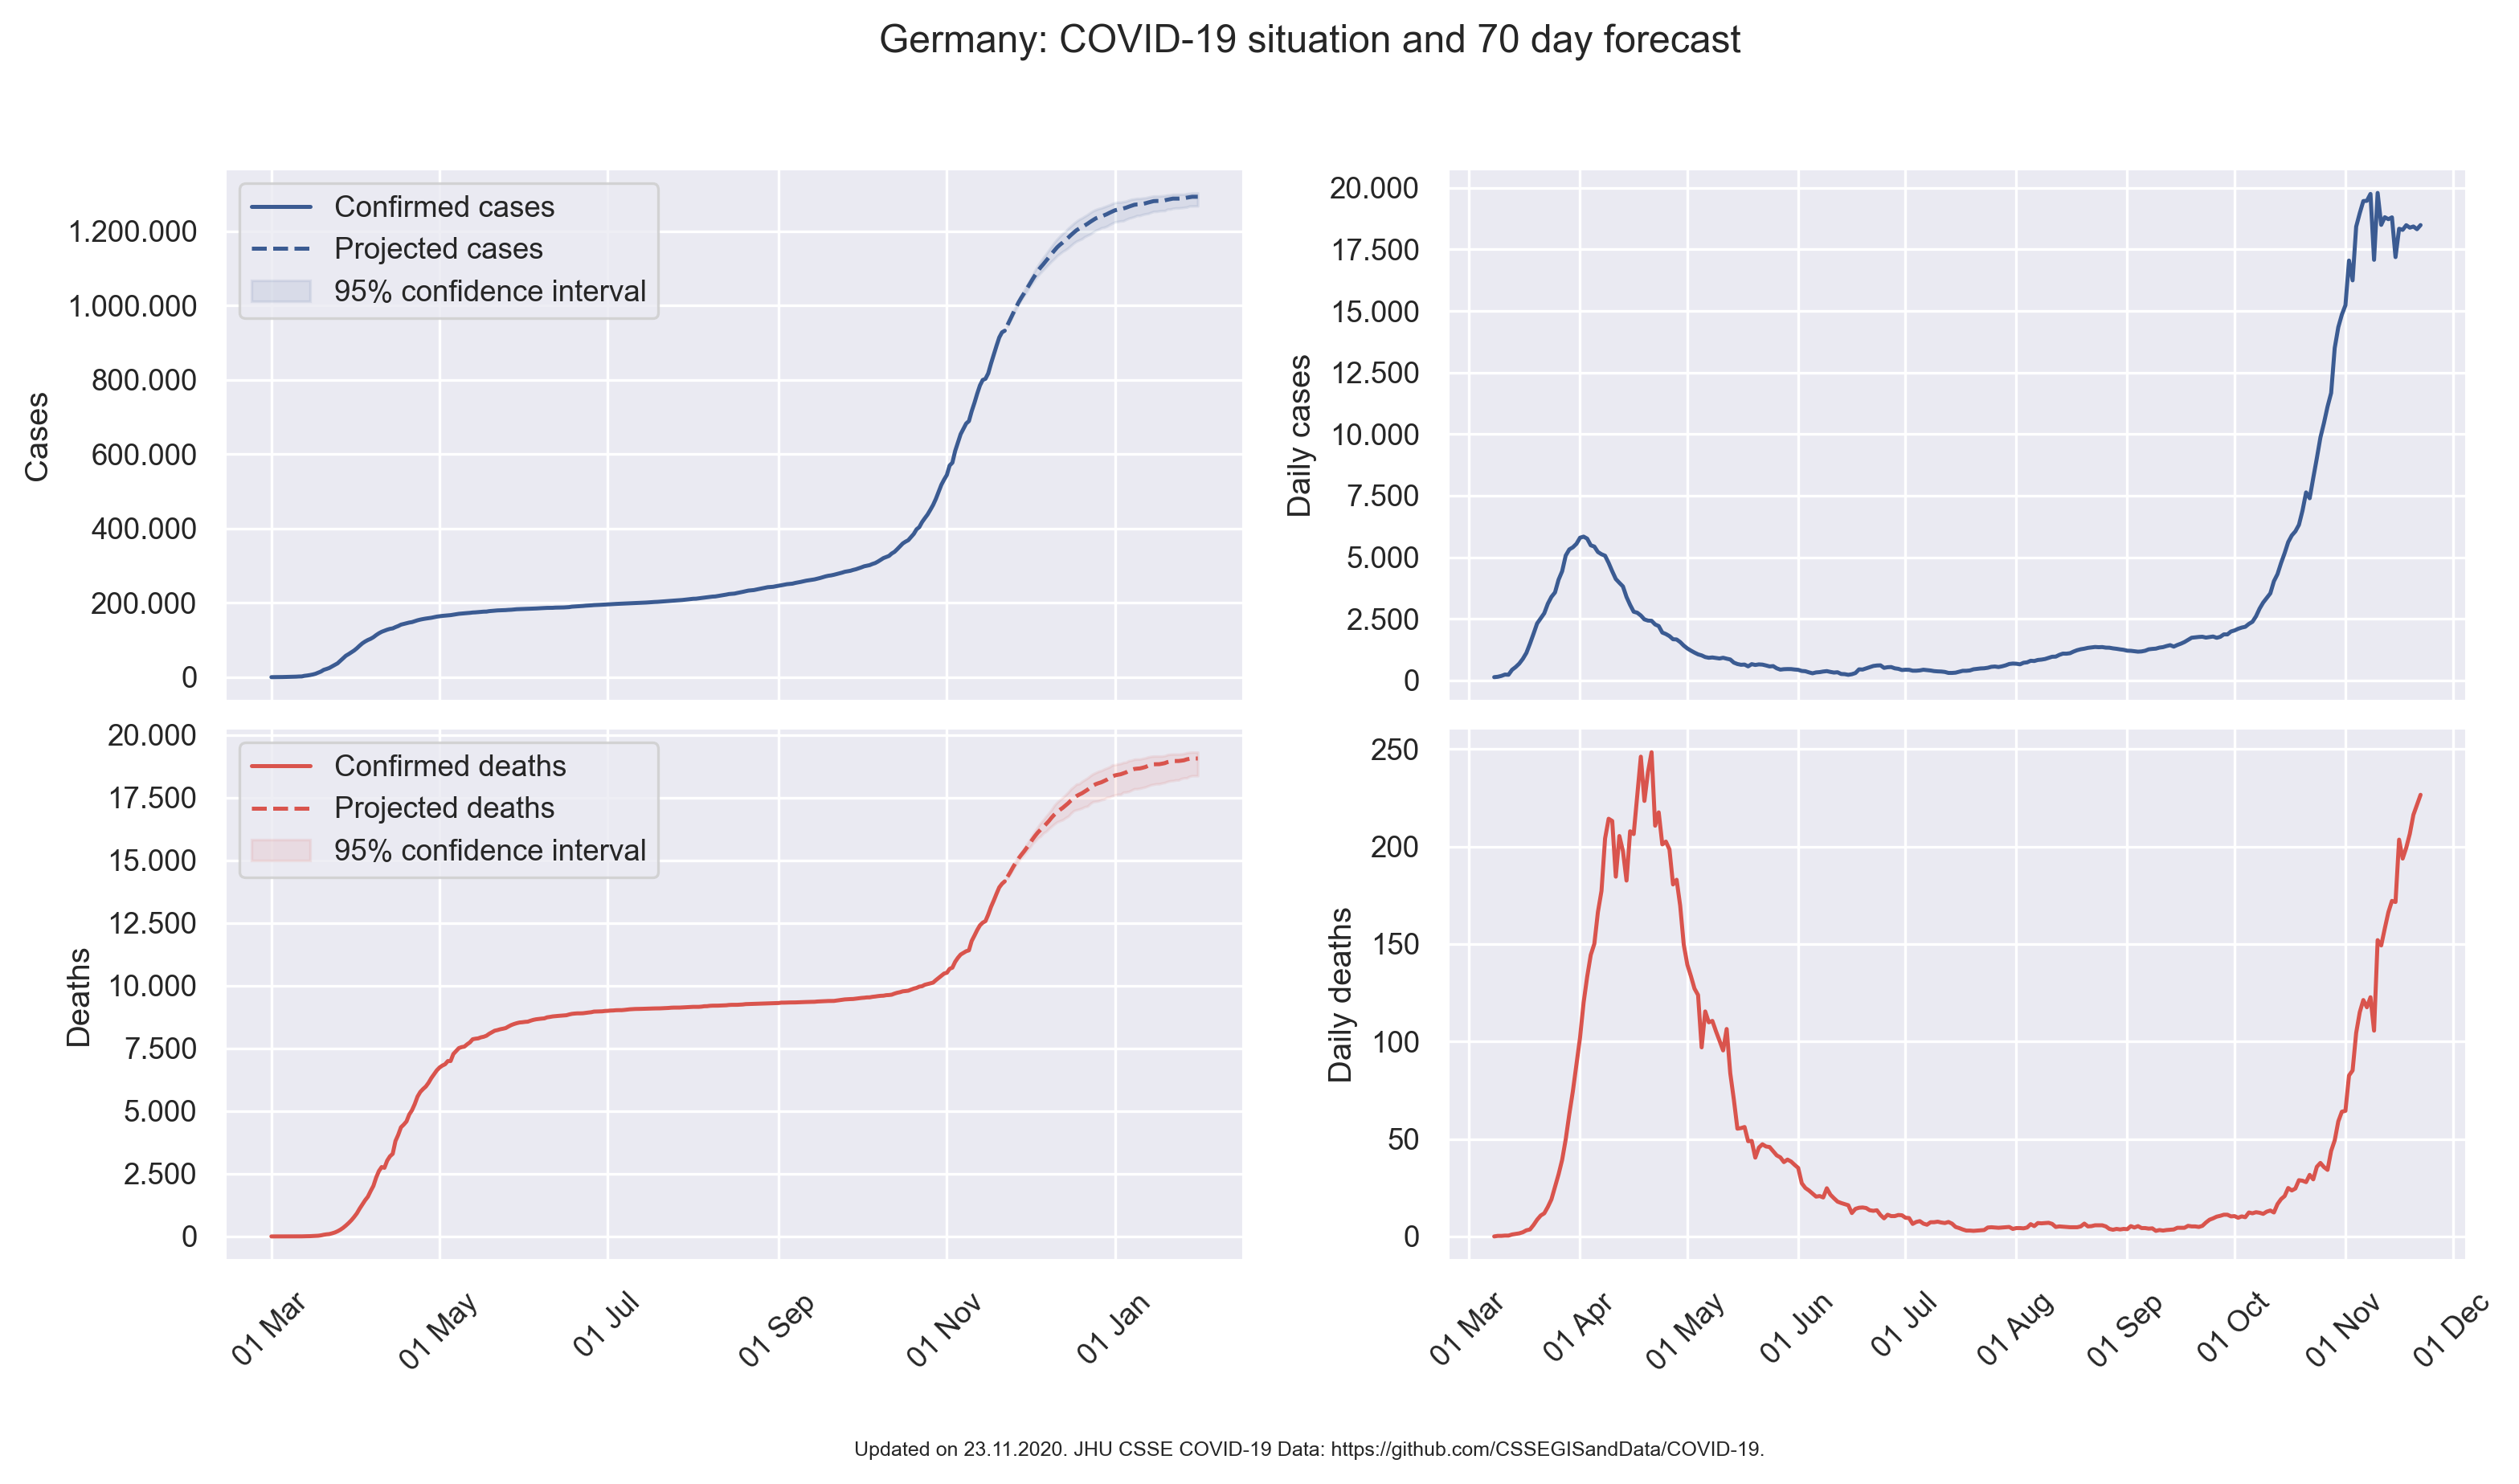 Germany: COVID-19 situation and 70 day forecast
Cases
1.200.000
1.000.000
800.000
600.000
400.000
200.000
0
Confirmed cases
Projected cases
95% confidence interval
Daily cases
20.000
17.500
15.000
12.500
10.000
7.500
5.000
2.500
0
Deaths
20.000
17.500
15.000
12.500
10.000
7.500
5.000
2.500
0
Confirmed deaths
Projected deaths
95% confidence interval
01 Mar
01 May
01 Jul
01 Sep
01 Nov
01 Jan
Daily deaths
250
200
150
100
50
0
01 Mar
01 Apr
01 May
01 Jun
01 Jul
01 Aug
01 Sep
01 Oct
01 Nov
01 Dec
Updated on 23.11.2020. JHU CSSE COVID-19 Data: https://github.com/CSSEGISandData/COVID-19.